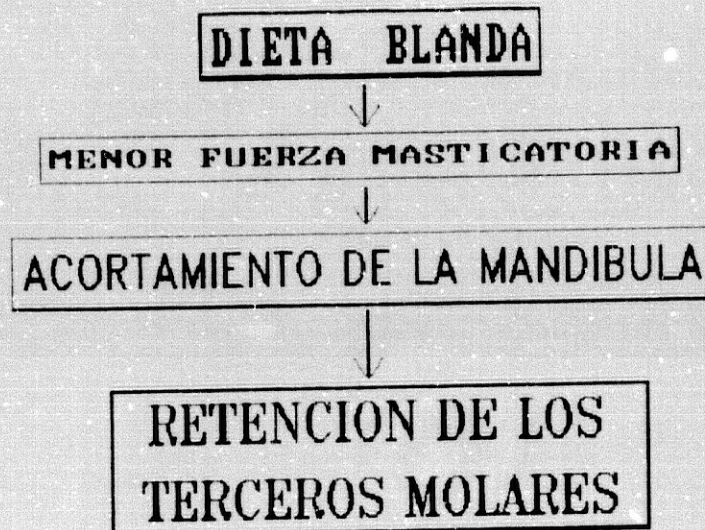 DIETA BLANDA
MENOR FUERZA MASTICATORIA
ACORTAMIENTO DE LA MANDIBULA
RETENCION DE LOS
TERCEROS MOLARES